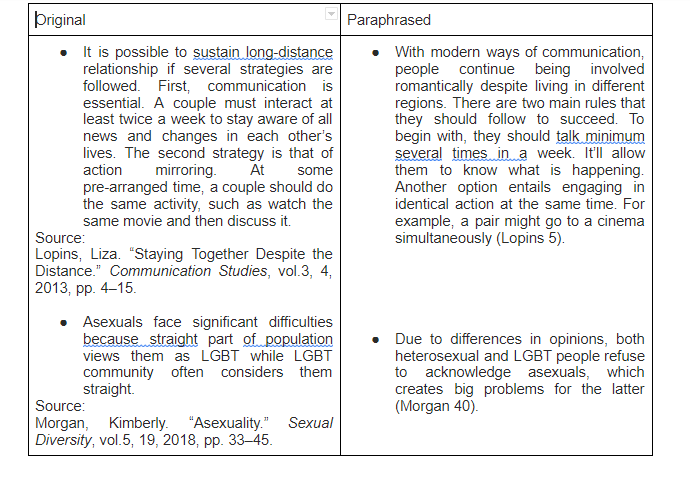 Original
Paraphrased
• It is possible to sustain long-distance
relationship if several strategies are
followed. First, communication is
essential. A couple must interact at
least twice a week to stay aware of all
news and changes in each other's
lives. The second strategy is that of
action mirroring. At some
pre-arranged time, a couple should do
the same activity, such as watch the
same movie and then discuss it.
Source:
Lopins, Liza. “Staying Together Despite the
Distance.” Communication Studies, vol.3, 4,
2013, pp. 4–15.
• With modern ways of communication,
people continue being involved
romantically despite living in different
regions. There are two main rules that
they should follow to succeed. To
begin with, they should talk minimum
several times in a week. It’ll allow
them to know what is happening.
Another option entails engaging in
identical action at the same time. For
example, a pair might go to a cinema
simultaneously (Lopins 5).
• Asexuals face significant difficulties
because straight part of population
views them as LGBT while LGBT
community often considers them
straight.
Source:
Morgan, Kimberly. “Asexuality.” Sexual
Diversity, vol.5, 19, 2018, pp. 33–45.
• Due to differences in opinions, both
heterosexual and LGBT people refuse
to acknowledge asexuals, which
creates big problems for the latter
(Morgan 40).